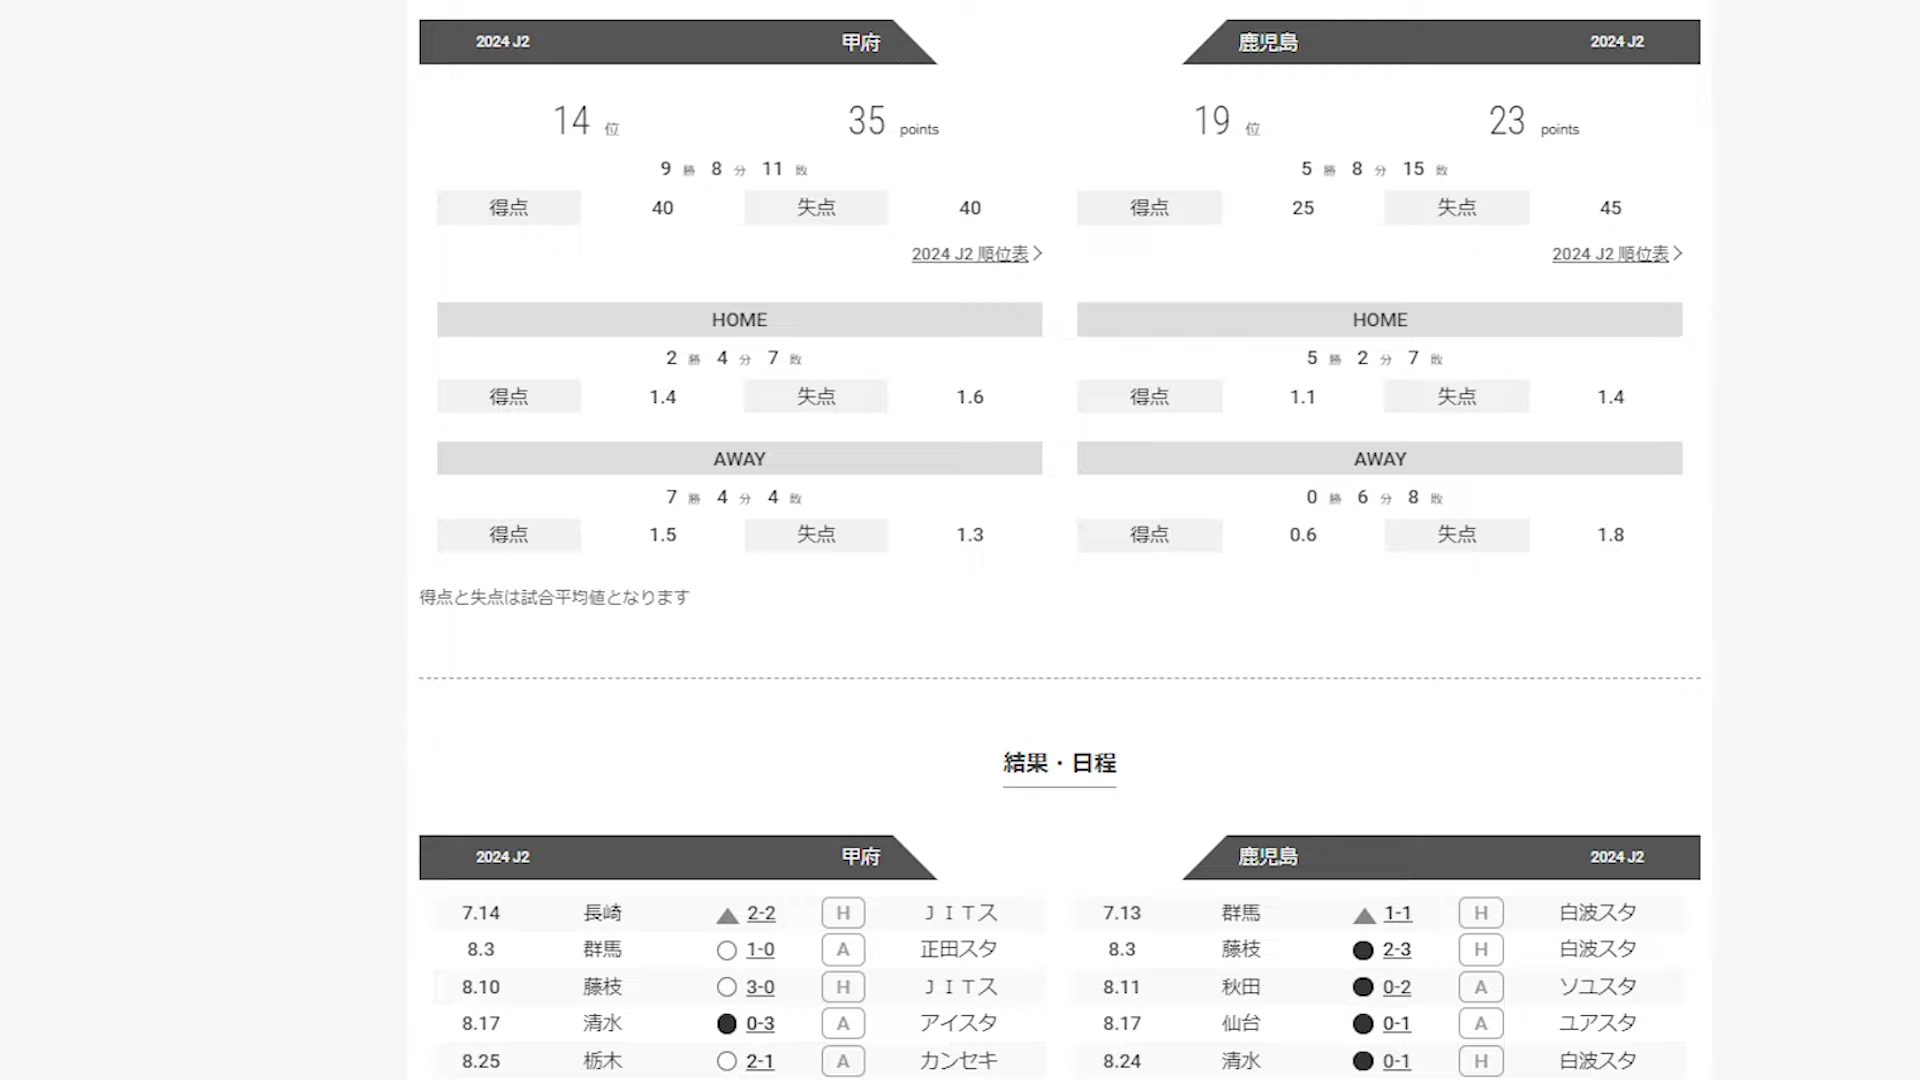 2024 J2 甲府 鹿児島 2024 J2
14 位 35 points 19 位 23 points
9 勝 8 分 11 敗 5 勝 8 分 15 敗
得点 40 失点 40 得点 25 失点 45
2024 J2 順位表 2024 J2 順位表
HOME HOME
2 勝 4 分 7 敗 5 勝 2 分 7 敗
得点 1.4 失点 1.6 得点 1.1 失点 1.4
AWAY AWAY
7 勝 4 分 4 敗 0 勝 6 分 8 敗
得点 1.5 失点 1.3 得点 0.6 失点 1.8
得点と失点は試合平均値となります
結果・日程
2024 J2 甲府 鹿児島 2024 J2
7.14 長崎 ▲ 2-2 H ＪＩＴス 7.13 群馬 ▲ 1-1 H 白波スタ
8.3 群馬 ○ 1-0 A 正田スタ 8.3 藤枝 ● 2-3 H 白波スタ
8.10 藤枝 ○ 3-0 H ＪＩＴス 8.11 秋田 ● 0-2 A ソユスタ
8.17 清水 ● 0-3 A アイスタ 8.17 仙台 ● 0-1 A ユアスタ
8.25 栃木 ○ 2-1 A カンセキ 8.24 清水 ● 0-1 H 白波スタ